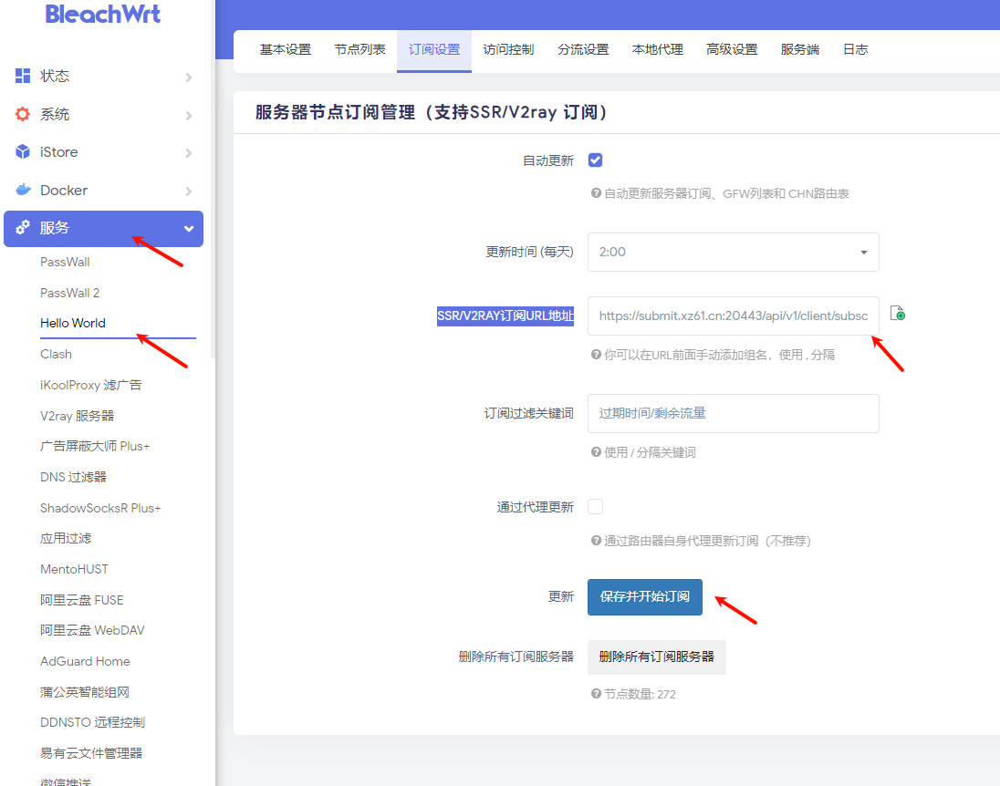 BleachWrt
状态
系统
iStore
Docker
服务
PassWall
PassWall 2
Hello World
Clash
iKoolProxy 滤广告
V2ray 服务器
广告屏蔽大师 Plus+
DNS 过滤器
ShadowSocksR Plus+
应用过滤
MentoHUST
阿里云盘 FUSE
阿里云盘 WebDAV
AdGuard Home
蒲公英智能组网
DDNSTO 远程控制
易有云文件管理器
微信推送
基本设置 节点列表 订阅设置 访问控制 分流设置 本地代理 高级设置 服务端 日志
服务器节点订阅管理（支持SSR/V2ray 订阅）
自动更新
自动更新服务器订阅、GFW列表和 CHN路由表
更新时间 (每天) 2:00
SSR/V2RAY订阅URL地址 https://submit.xz61.cn:20443/api/v1/client/subsc
你可以在URL前面手动添加组名，使用 , 分隔
订阅过滤关键词 过期时间/剩余流量
使用 / 分隔关键词
通过代理更新
通过路由器自身代理更新订阅（不推荐）
更新 保存并开始订阅
删除所有订阅服务器 删除所有订阅服务器
节点数量: 272